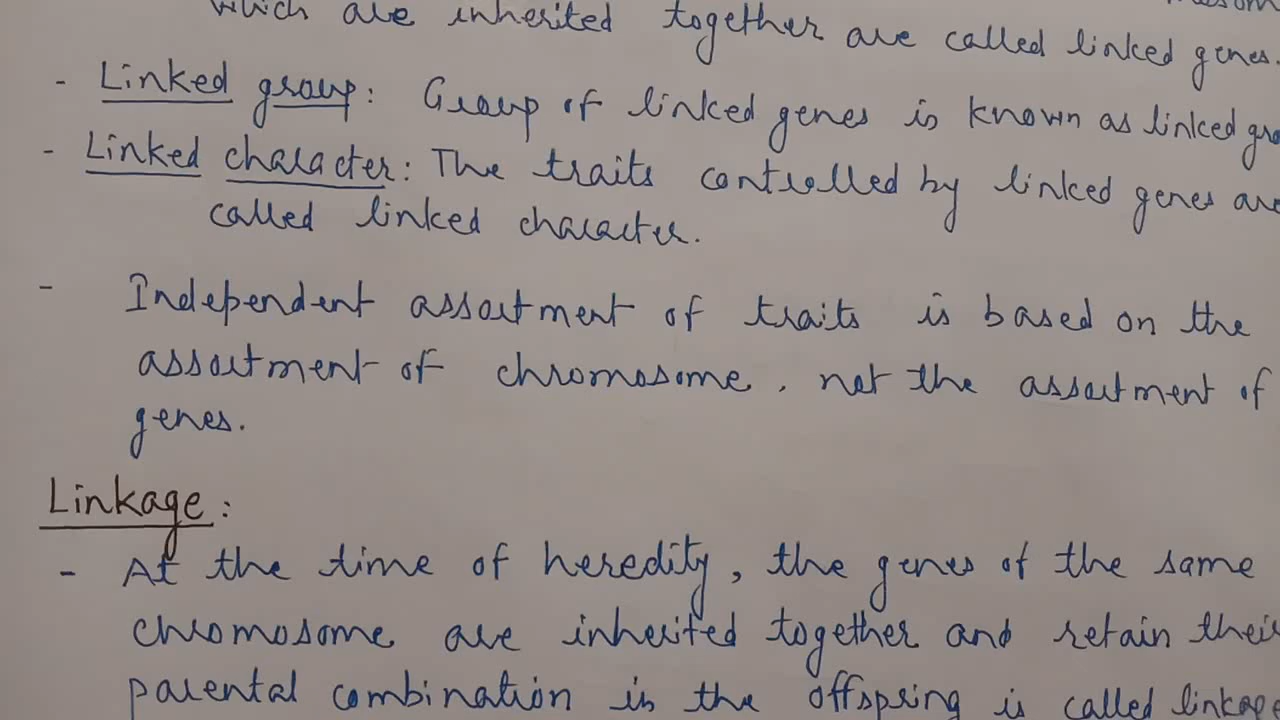 which are inherited together are called linked genes.
- Linked group: Group of linked genes is known as linked
- Linked character: The traits controlled by linked genes are
called linked character.
- Independent assortment of traits is based on the
assortment of chromosome, not the assortment of
genes.
Linkage:
- At the time of heredity, the genes of the same
chromosome are inherited together and retain their
parental combination in the offspring is called linkage